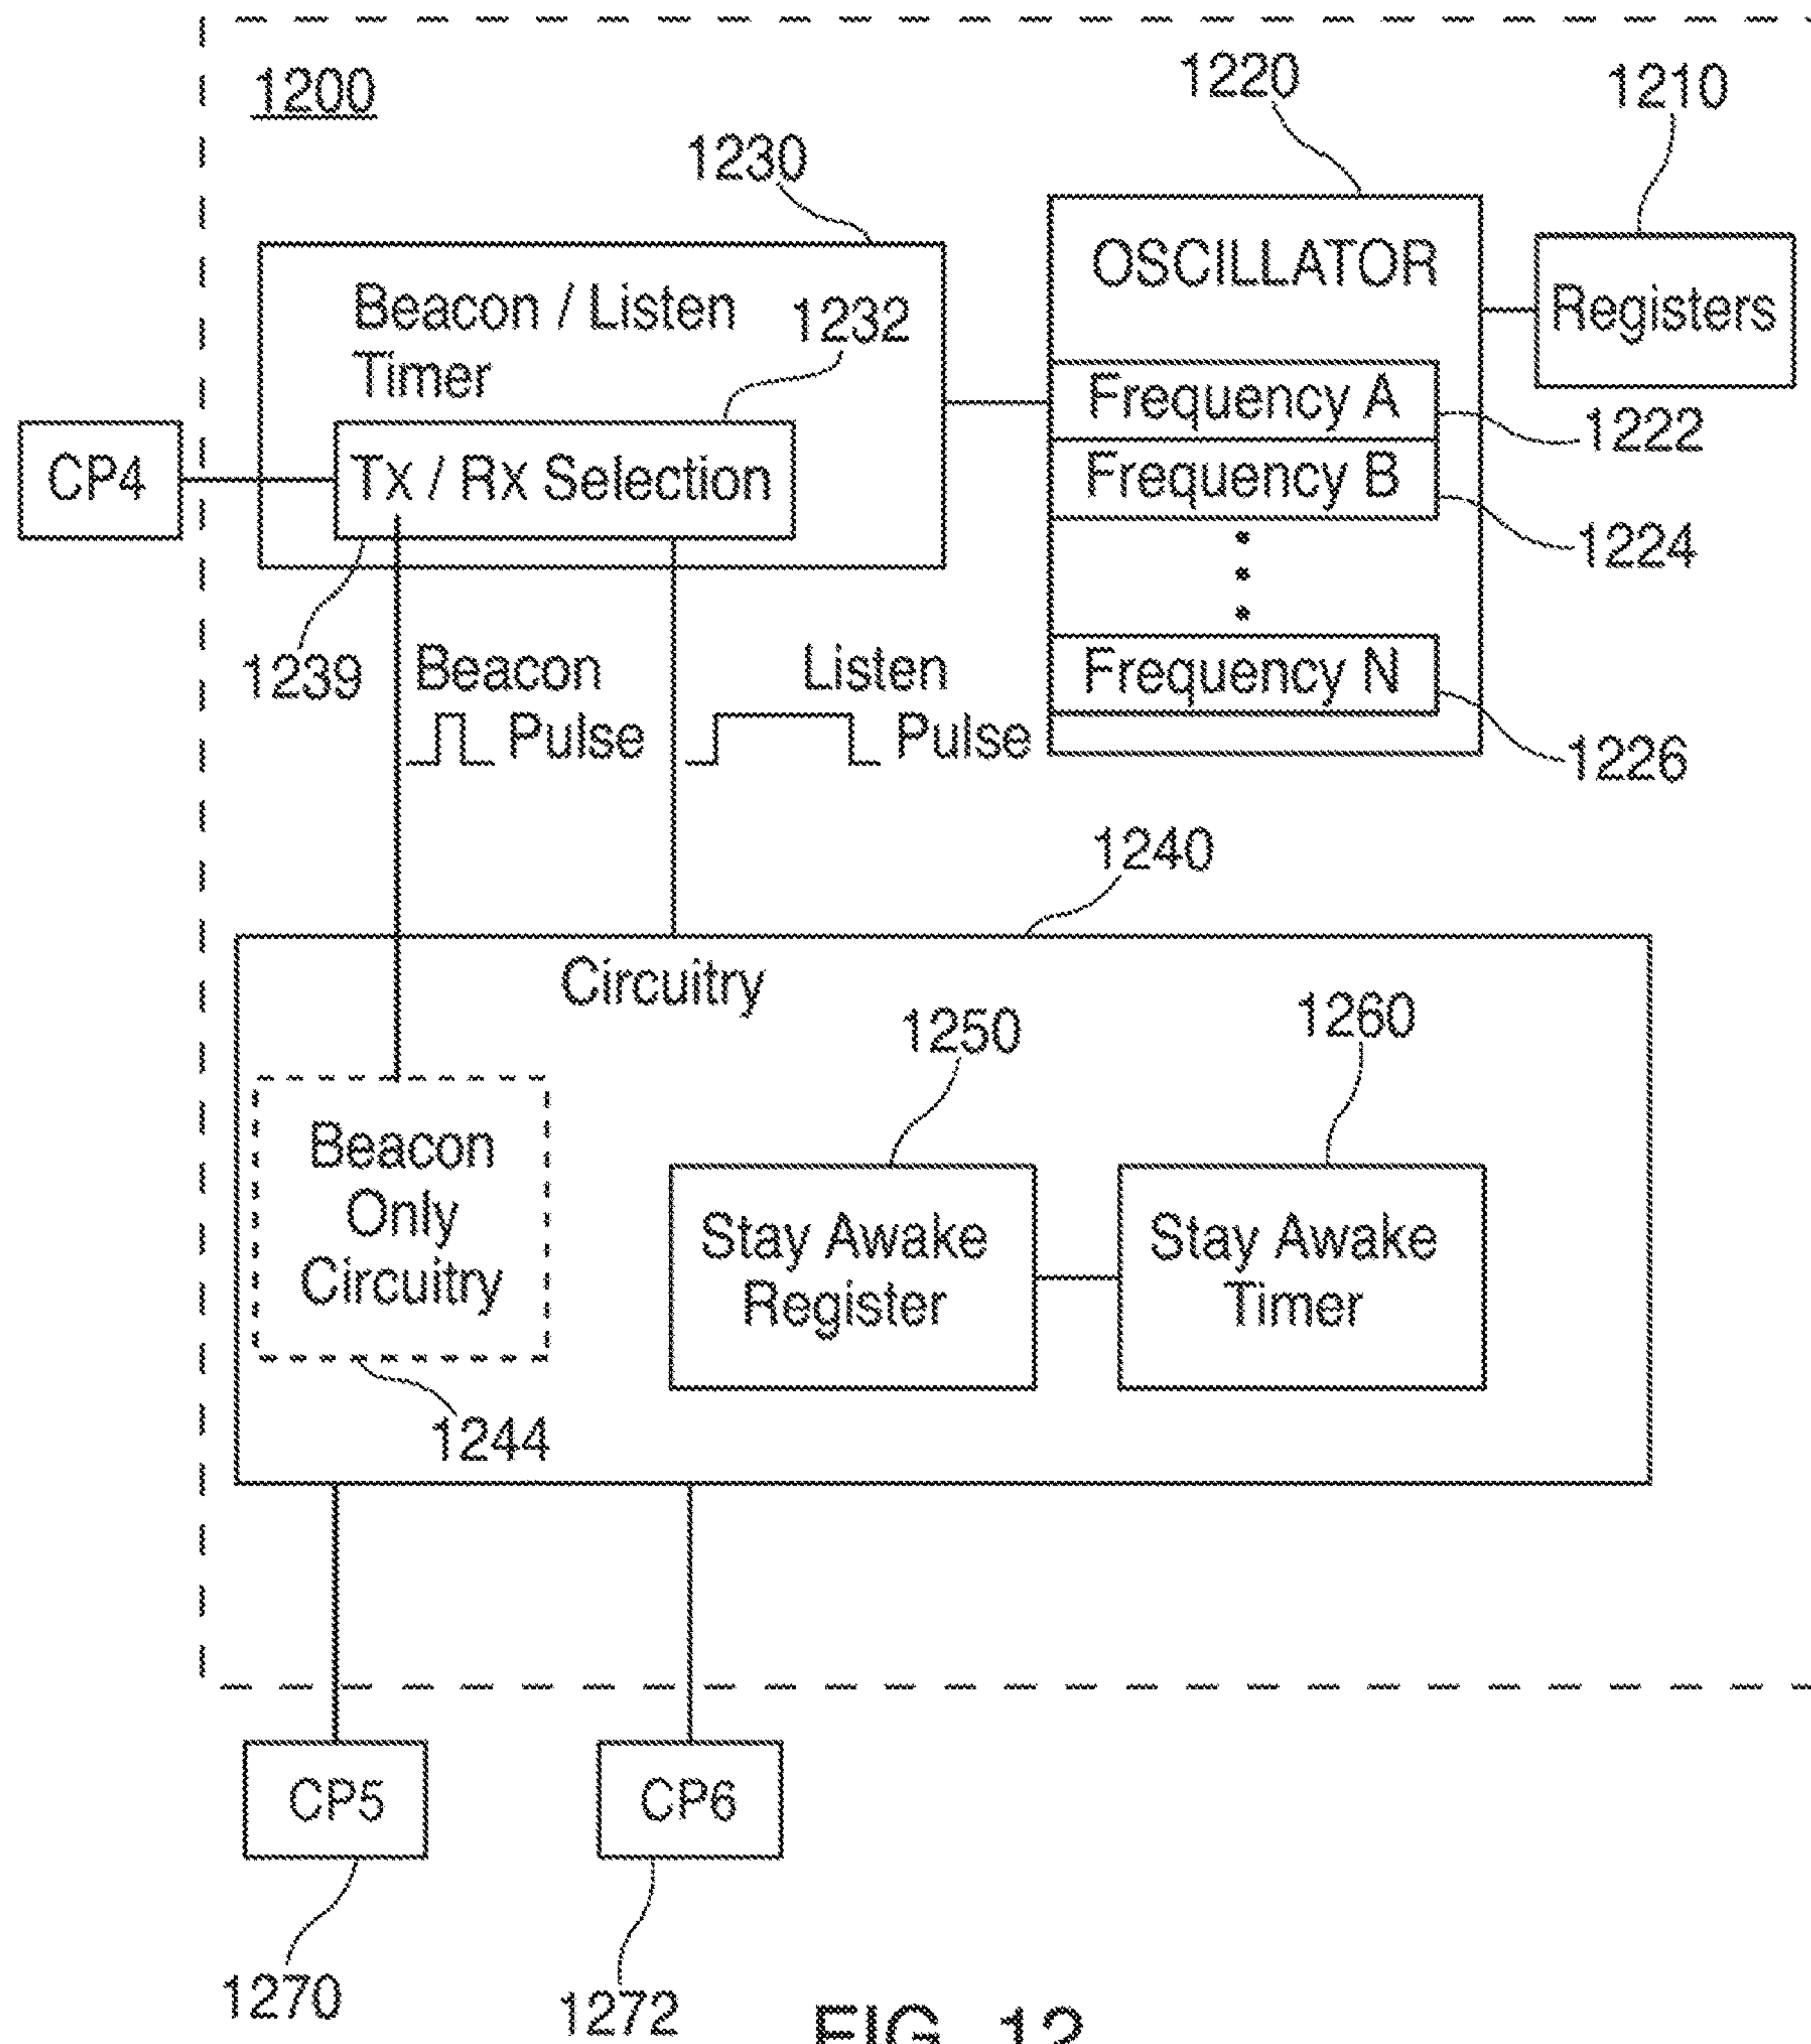 1200
1220
1210
1230
OSCILLATOR
Registers
Beacon / Listen
Timer
1232
Frequency A
1222
CP4
Tx / Rx Selection
Frequency B
1224
1239
Beacon
Pulse
Listen
Pulse
Frequency N
1226
1240
Circuitry
1250
1260
Beacon
Only
Circuitry
Stay Awake
Register
Stay Awake
Timer
1244
CP5
CP6
1270
1272
FIG. 12